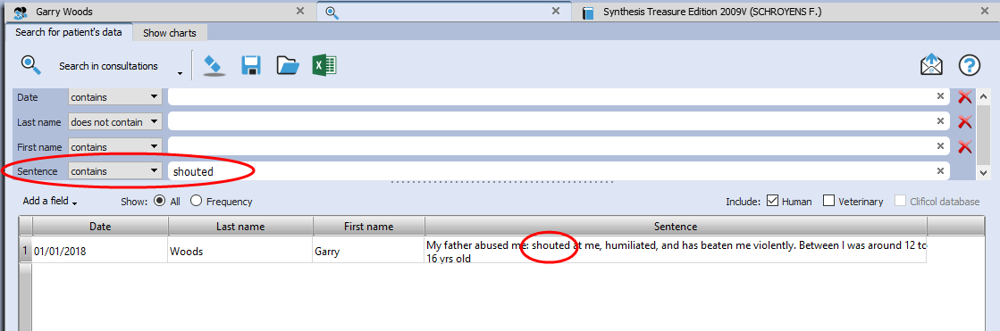 Garry Woods
Synthesis Treasure Edition 2009V (SCHROYENS F.)
Search for patient's data Show charts
Search in consultations
Date contains
Last name does not contain
First name contains
Sentence contains shouted
Add a field Show: All Frequency Include: Human Veterinary Clificol database
Date Last name First name Sentence
1 01/01/2018 Woods Garry My father abused me: shouted at me, humiliated, and has beaten me violently. Between I was around 12 to
16 yrs old